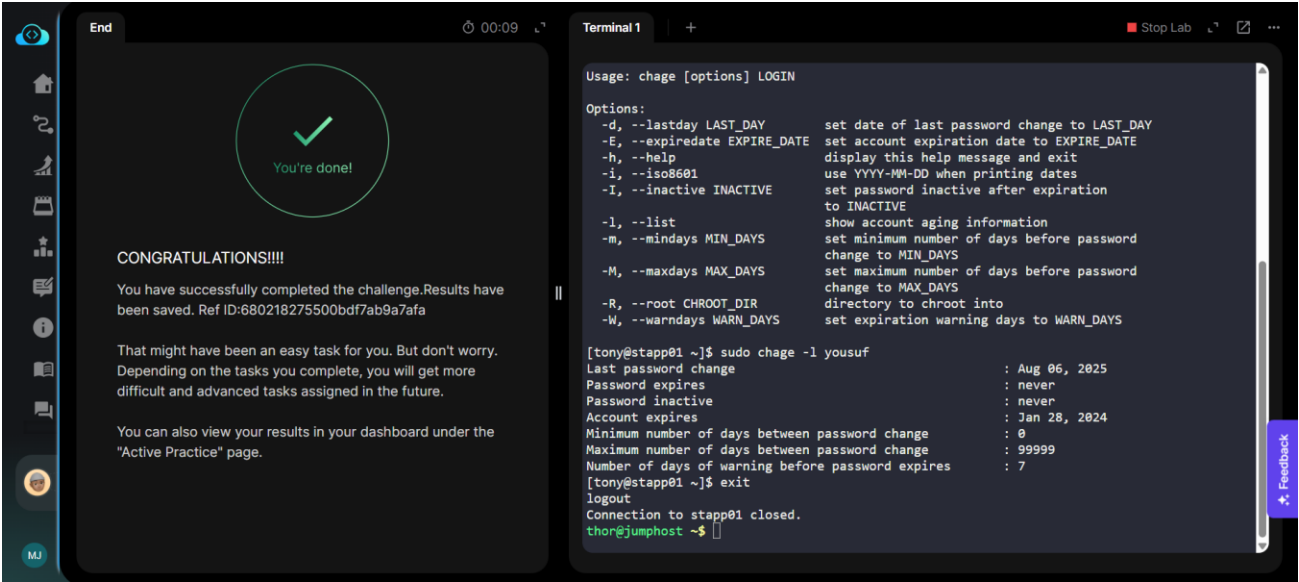 End
00:09
You're done!
CONGRATULATIONS!!!!
You have successfully completed the challenge.Results have
been saved. Ref ID:680218275500bdf7ab9a7afa
That might have been an easy task for you. But don't worry.
Depending on the tasks you complete, you will get more
difficult and advanced tasks assigned in the future.
You can also view your results in your dashboard under the
"Active Practice" page.
MJ
Terminal 1
+
Stop Lab
Usage: chage [options] LOGIN
Options:
-d, --lastday LAST_DAY set date of last password change to LAST_DAY
-E, --expiredate EXPIRE_DATE set account expiration date to EXPIRE_DATE
-h, --help display this help message and exit
-i, --iso8601 use YYYY-MM-DD when printing dates
-I, --inactive INACTIVE set password inactive after expiration
to INACTIVE
-l, --list show account aging information
-m, --mindays MIN_DAYS set minimum number of days before password
change to MIN_DAYS
-M, --maxdays MAX_DAYS set maximum number of days before password
change to MAX_DAYS
-R, --root CHROOT_DIR directory to chroot into
-W, --warndays WARN_DAYS set expiration warning days to WARN_DAYS
[tony@stapp01 ~]$ sudo chage -l yousuf
Last password change : Aug 06, 2025
Password expires : never
Password inactive : never
Account expires : Jan 28, 2024
Minimum number of days between password change : 0
Maximum number of days between password change : 99999
Number of days of warning before password expires : 7
[tony@stapp01 ~]$ exit
logout
Connection to stapp01 closed.
thor@jumphost ~$
Feedback